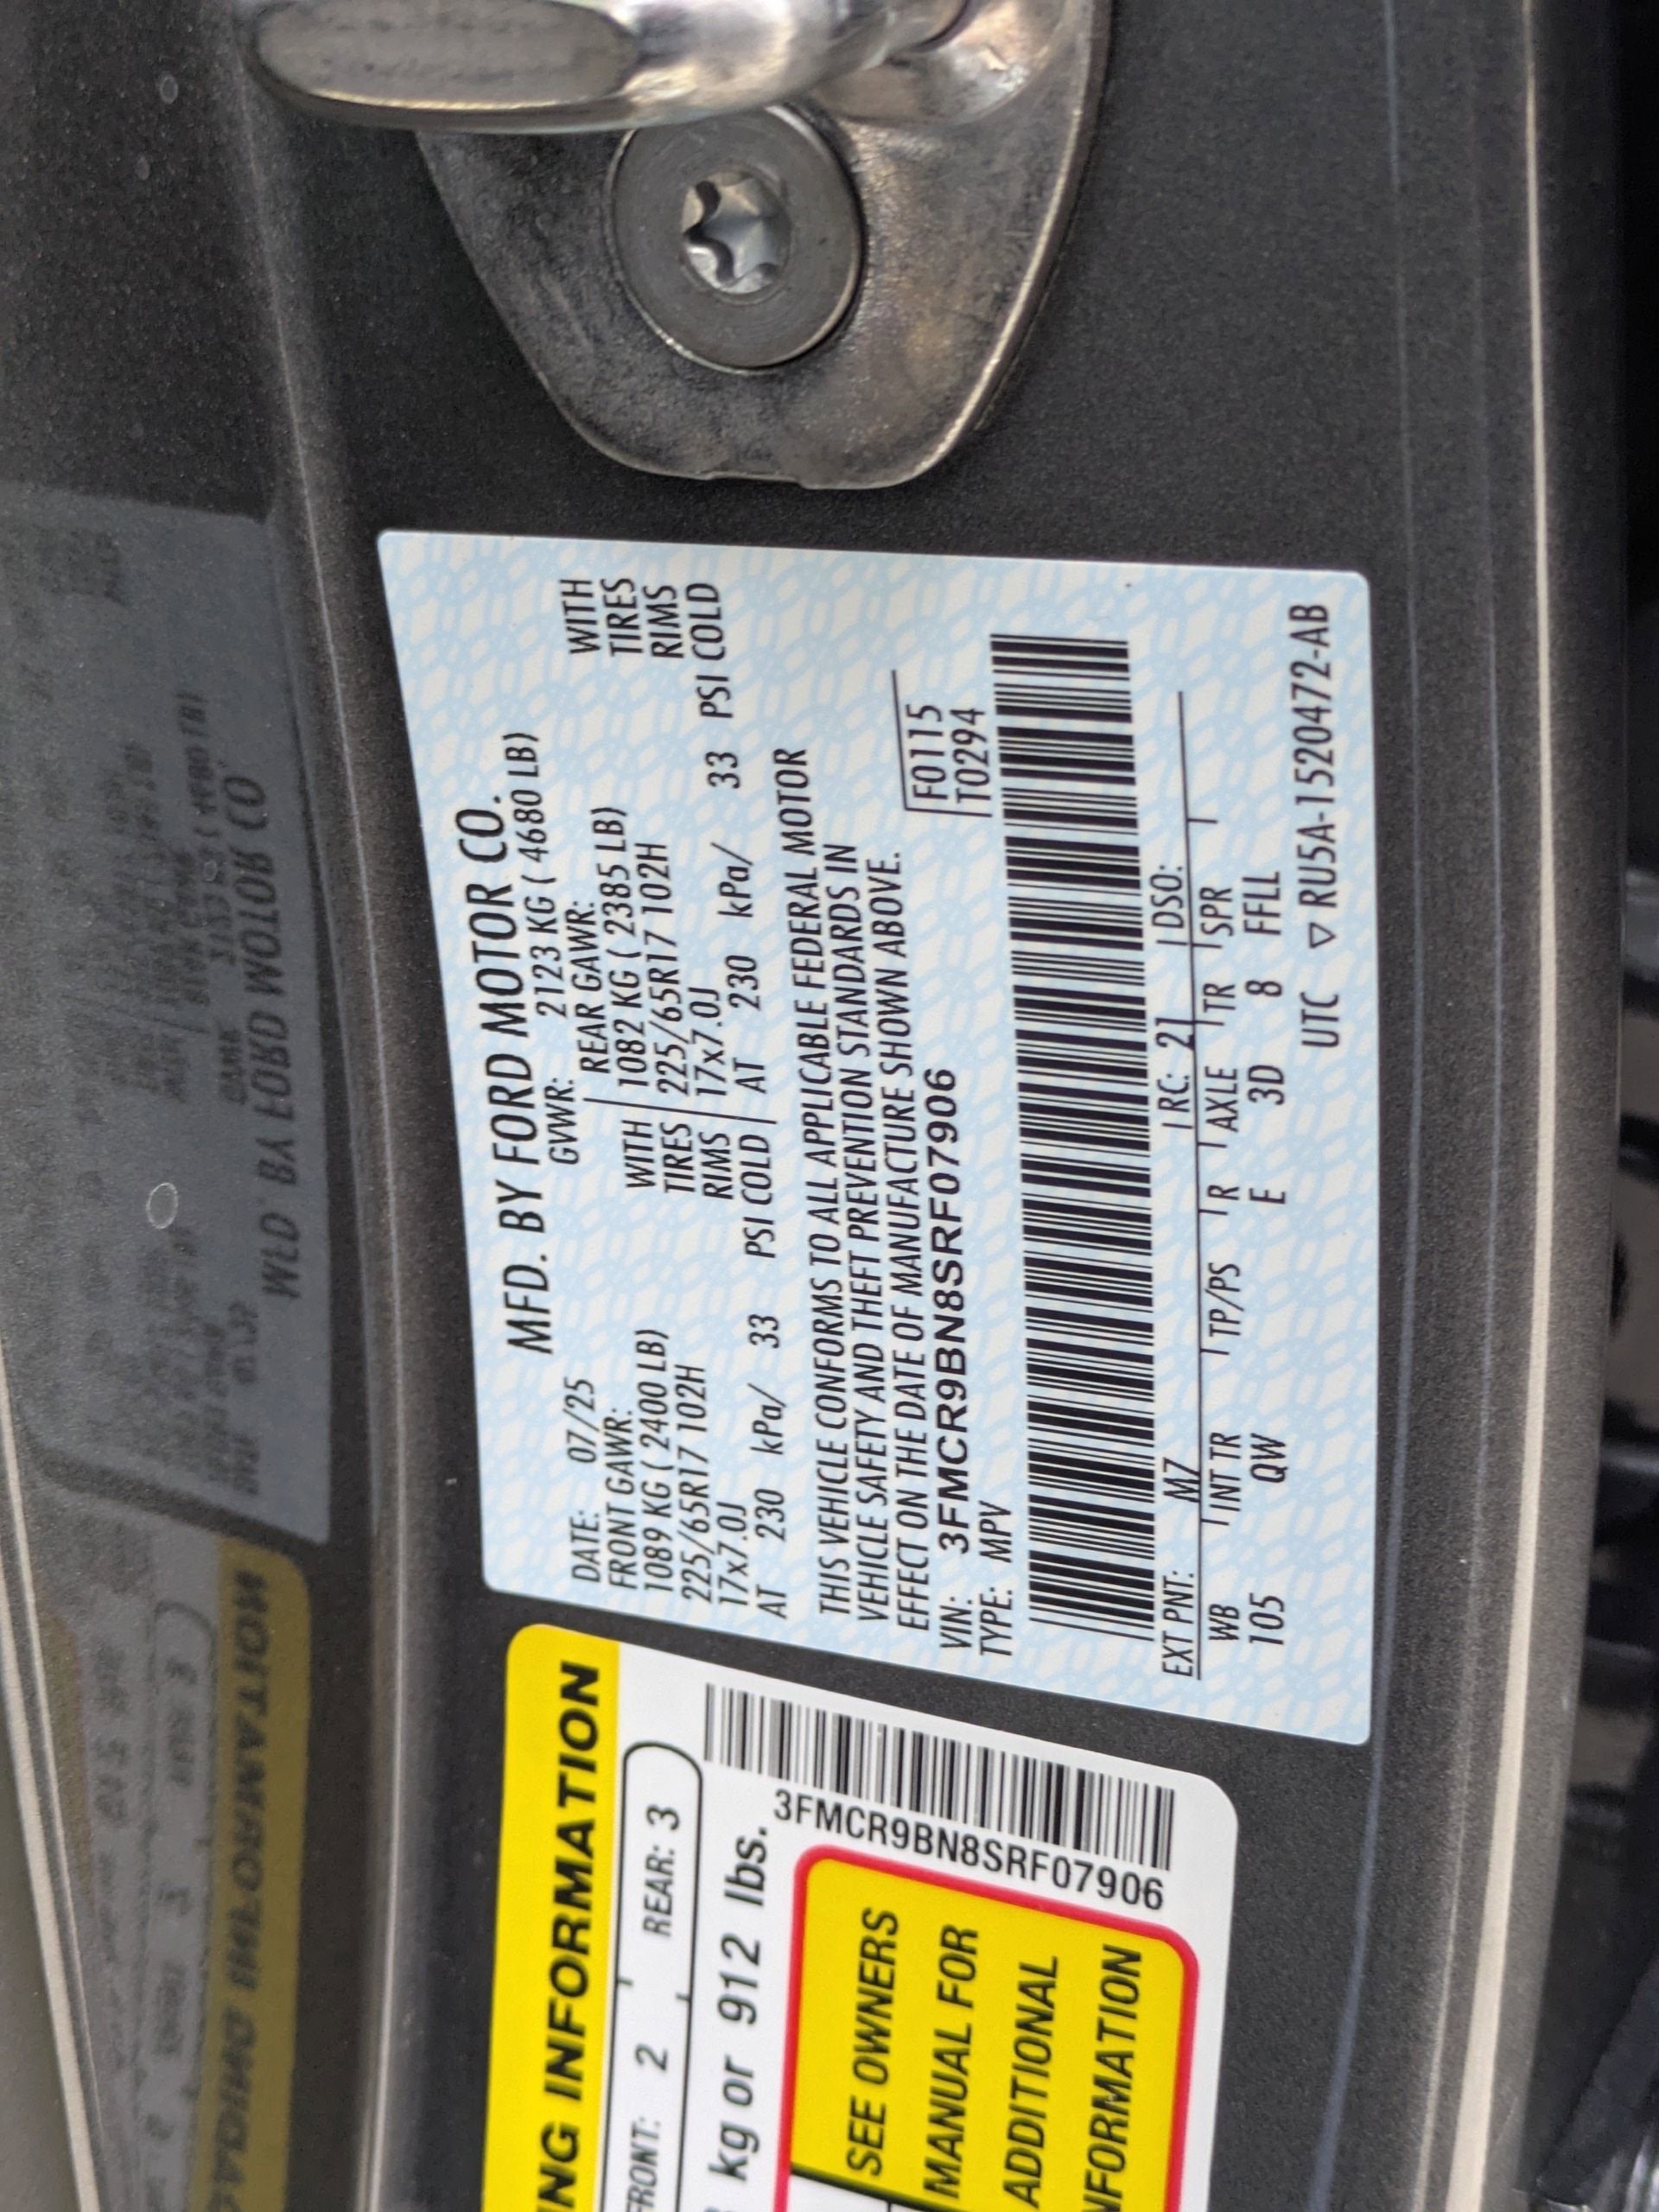 MFD. BY FORD MOTOR CO.
DATE: 07/25 GVWR: 2123 KG ( 4680 LB)
FRONT GAWR: REAR GAWR:
1089 KG ( 2400 LB) WITH 1082 KG ( 2385 LB) WITH
225/65R17 102H TIRES 225/65R17 102H TIRES
17x7.0J RIMS 17x7.0J RIMS
AT 230 kPa/ 33 PSI COLD AT 230 kPa/ 33 PSI COLD
THIS VEHICLE CONFORMS TO ALL APPLICABLE FEDERAL MOTOR
VEHICLE SAFETY AND THEFT PREVENTION STANDARDS IN
EFFECT ON THE DATE OF MANUFACTURE SHOWN ABOVE.
VIN: 3FMCR9BN8SRF07906 F0115
TYPE: MPV T0294
EXT PNT: M7 RC: 21 DSO:
WB INT TR TP/PS R AXLE TR SPR
105 QW E 3D 8 FFLL
UTC ▽ RU5A-1520472-AB
ING INFORMATION
FRONT: 2 REAR: 3
kg or 912 lbs.
3FMCR9BN8SRF07906
SEE OWNERS
MANUAL FOR
ADDITIONAL
INFORMATION